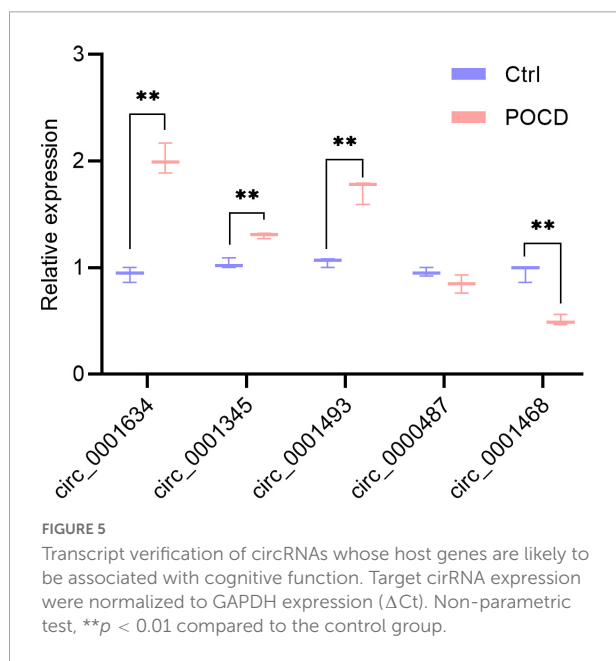 3
Ctrl
POCD
**
**
**
**
2
1
0
Relative expression
circ_0001634
circ_0001345
circ_0001493
circ_0000487
circ_0001468
FIGURE 5
Transcript verification of circRNAs whose host genes are likely to
be associated with cognitive function. Target cirRNA expression
were normalized to GAPDH expression (ΔCt). Non-parametric
test, **p < 0.01 compared to the control group.